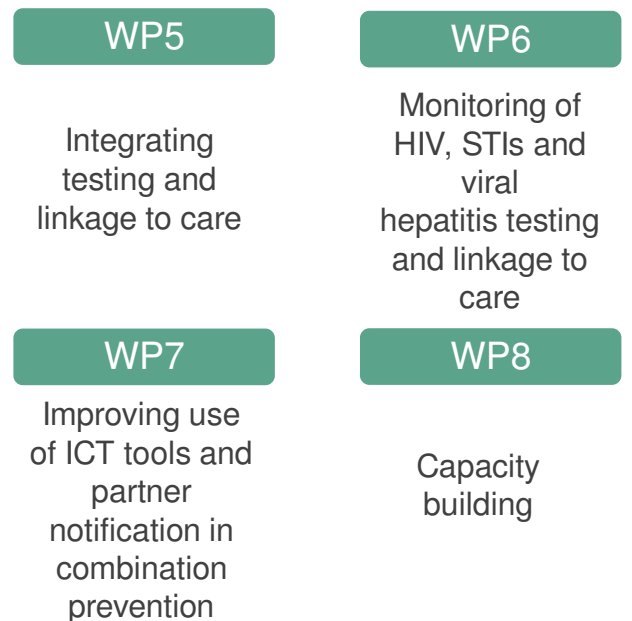 WP5
Integrating
testing and
linkage to care
WP6
Monitoring of
HIV, STIs and
viral
hepatitis testing
and linkage to
care
WP7
Improving use
of ICT tools and
partner
notification in
combination
prevention
WP8
Capacity
building